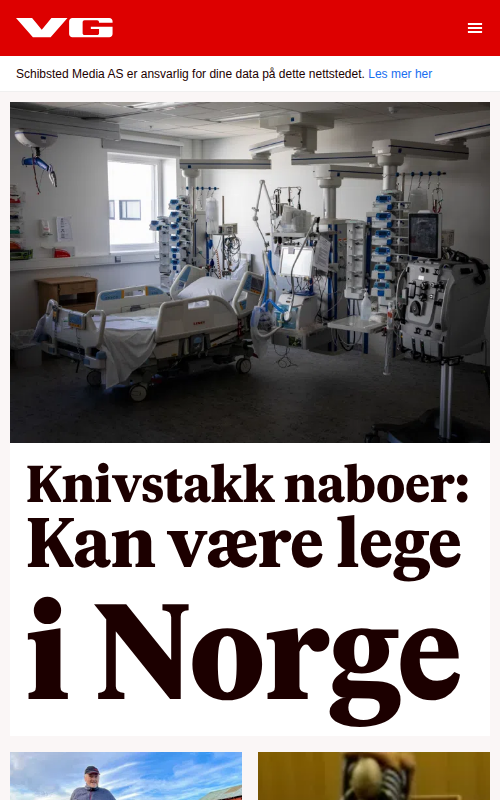 VG
Schibsted Media AS er ansvarlig for dine data på dette nettstedet. Les mer her
Knivstakk naboer:
Kan være lege
i Norge